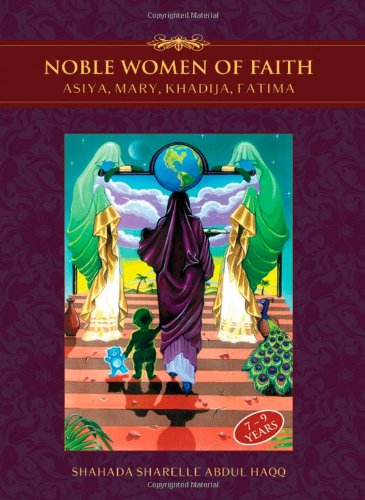 NOBLE WOMEN OF FAITH
ASIYA, MARY, KHADIJA, FATIMA
7-9
YEARS
SHAHADA SHARELLE ABDUL HAQQ